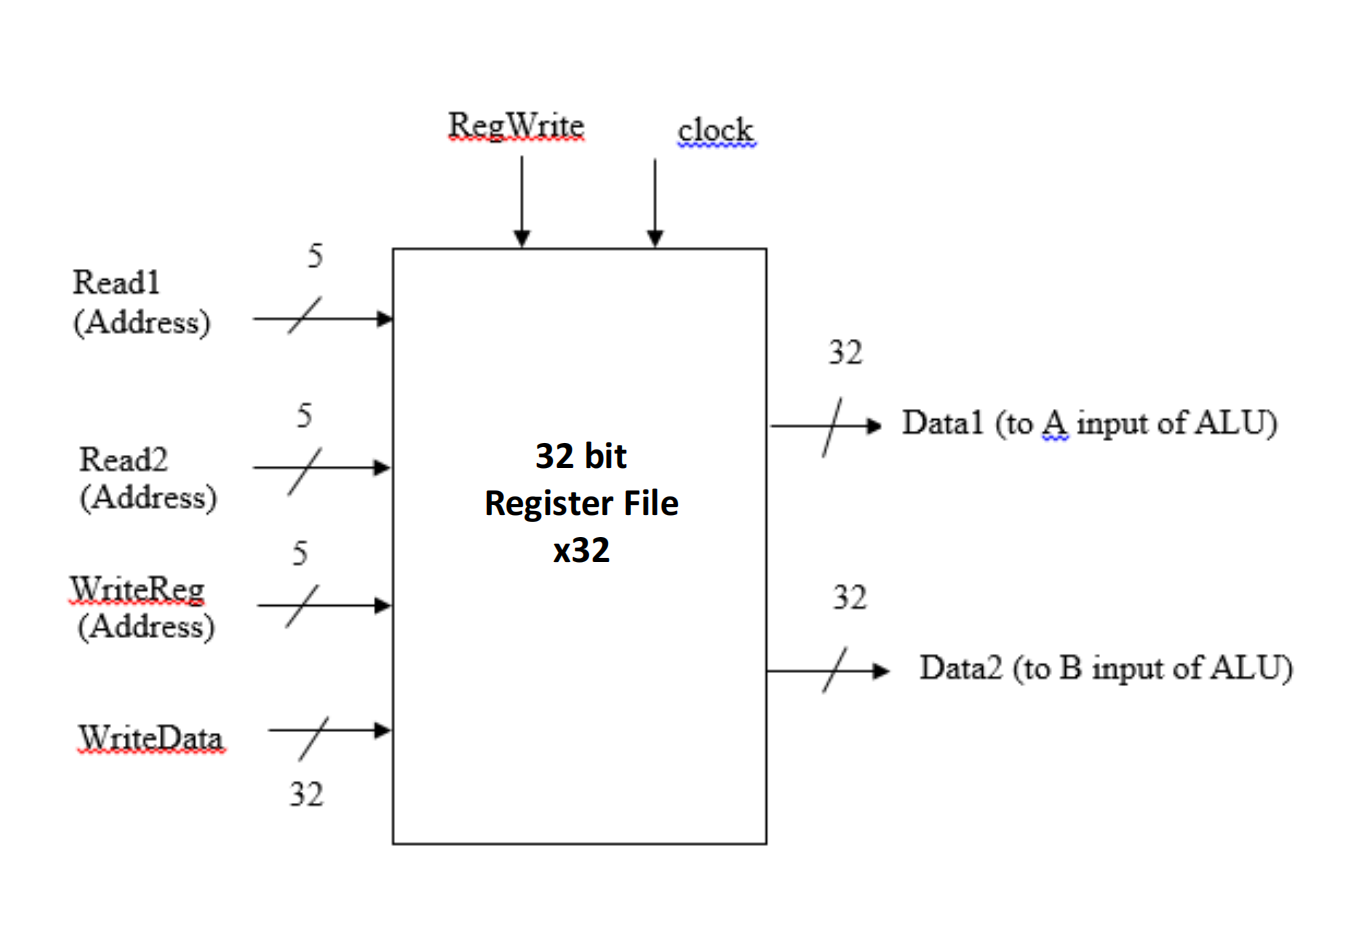 RegWrite
clock
5
Read1
(Address)
32
5
Data1 (to A input of ALU)
Read2
(Address)
32 bit
Register File
x32
5
WriteReg
(Address)
32
Data2 (to B input of ALU)
WriteData
32